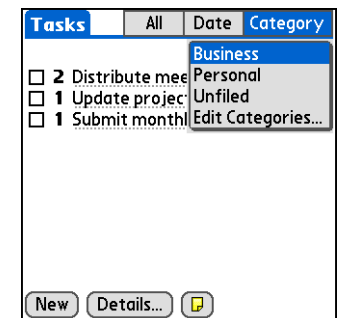 Tasks All Date Category
Business
Personal
Unfiled
Edit Categories...
2 Distribute mee
1 Update projec
1 Submit monthl
New Details...